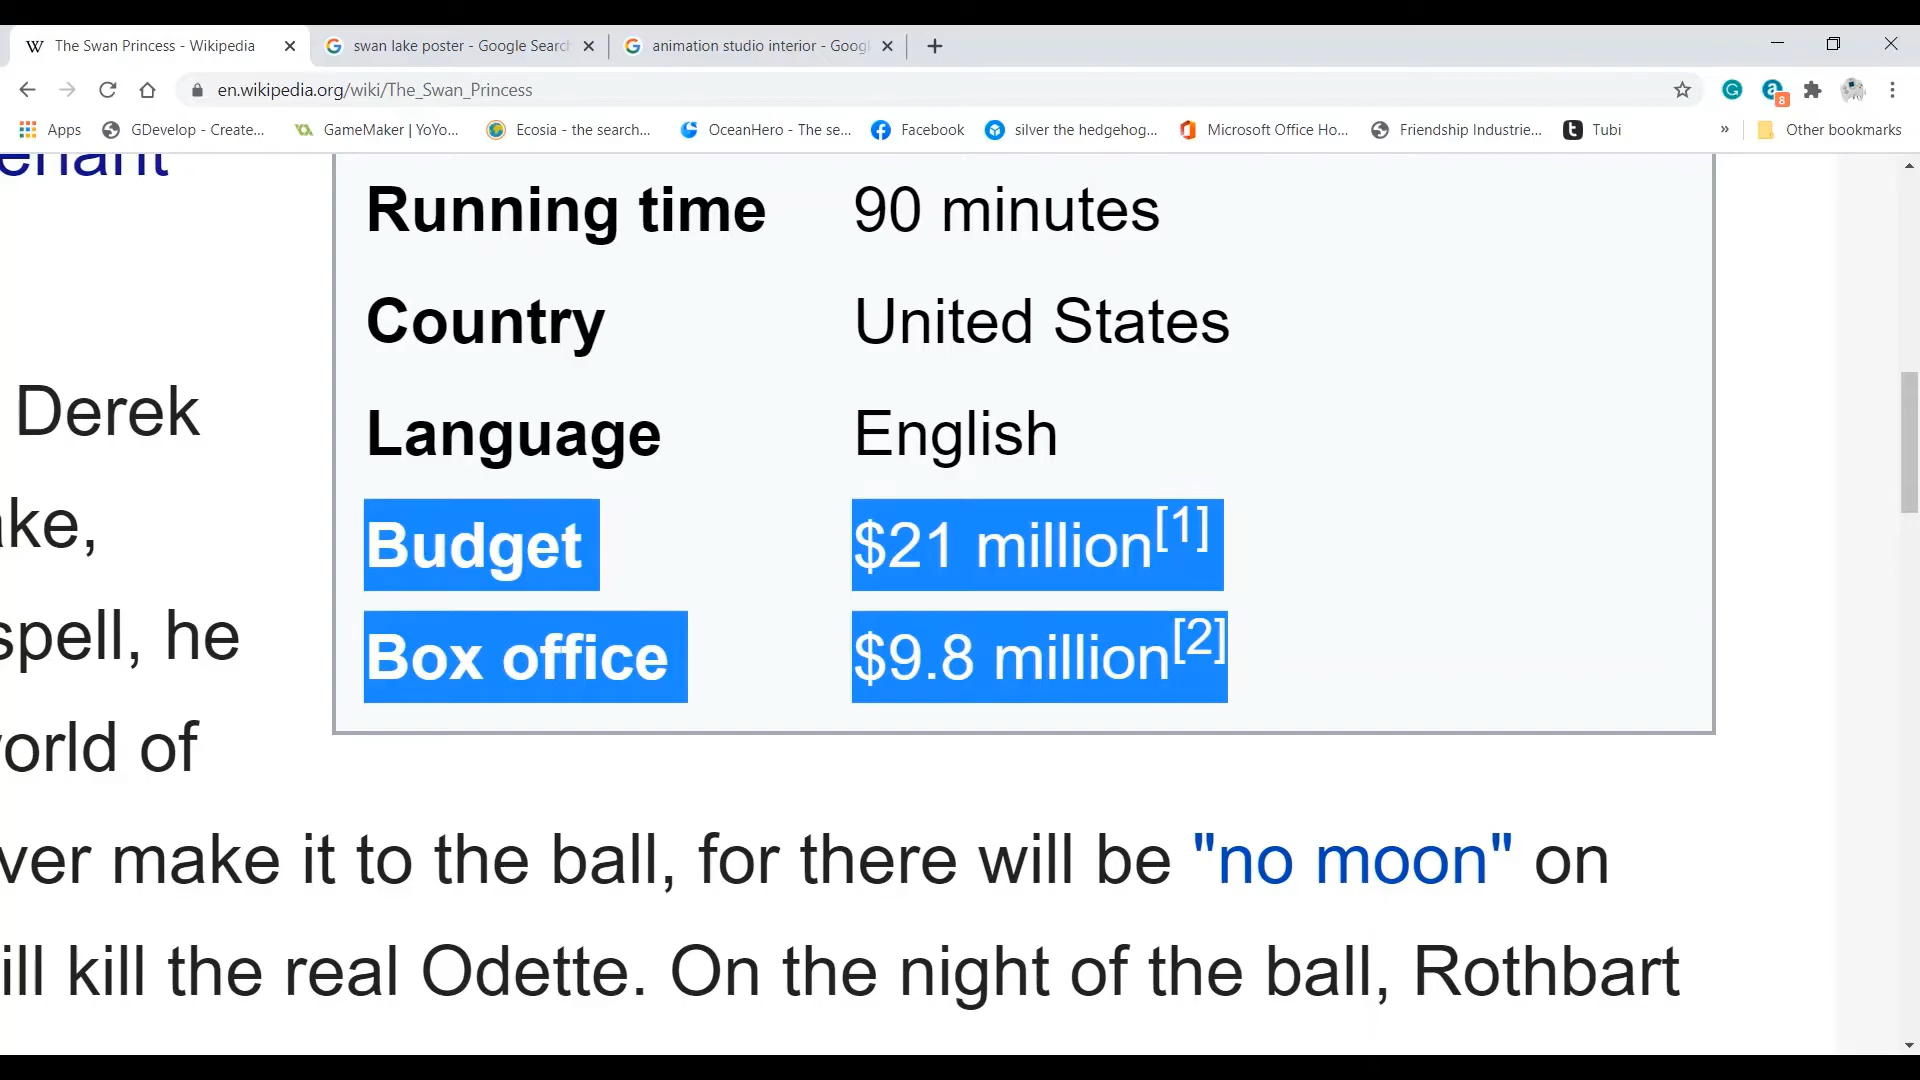 The Swan Princess - Wikipedia
swan lake poster - Google Search
animation studio interior - Googl
en.wikipedia.org/wiki/The_Swan_Princess
8
Apps
GDevelop - Create...
GameMaker | YoYo...
Ecosia - the search...
OceanHero - The se...
Facebook
silver the hedgehog...
Microsoft Office Ho...
Friendship Industrie...
Tubi
»
Other bookmarks
enant
Running time 90 minutes
Country United States
Derek
Language English
ake,
Budget $21 million[1]
spell, he
Box office $9.8 million[2]
vorld of
ver make it to the ball, for there will be "no moon" on
ill kill the real Odette. On the night of the ball, Rothbart